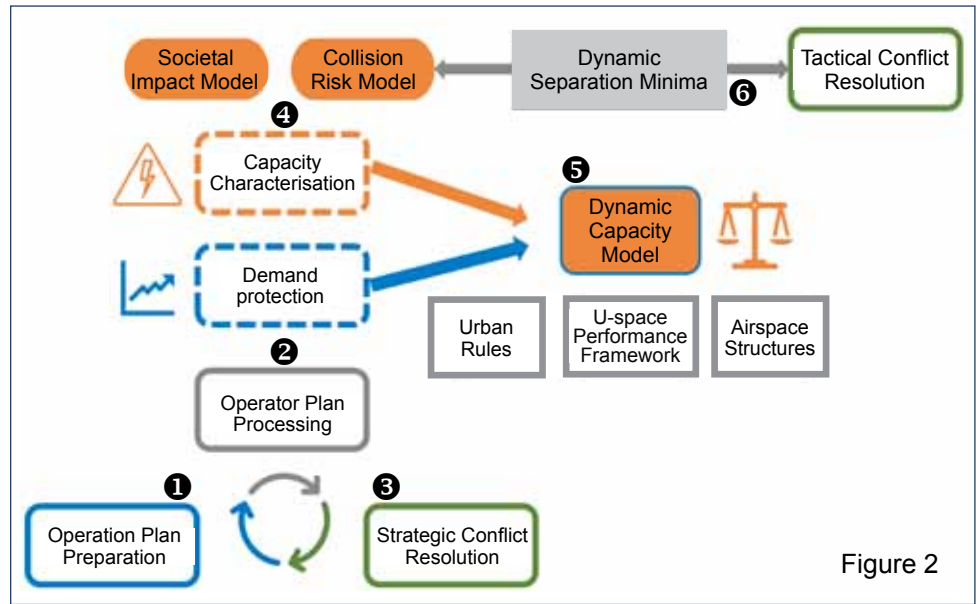 Societal
Impact Model
Collision
Risk Model
Dynamic
Separation Minima
6
Tactical Conflict
Resolution
4
Capacity
Characterisation
5
Dynamic
Capacity
Model
Demand
protection
Urban
Rules
U-space
Performance
Framework
Airspace
Structures
2
Operator Plan
Processing
1
Operation Plan
Preparation
3
Strategic Conflict
Resolution
Figure 2